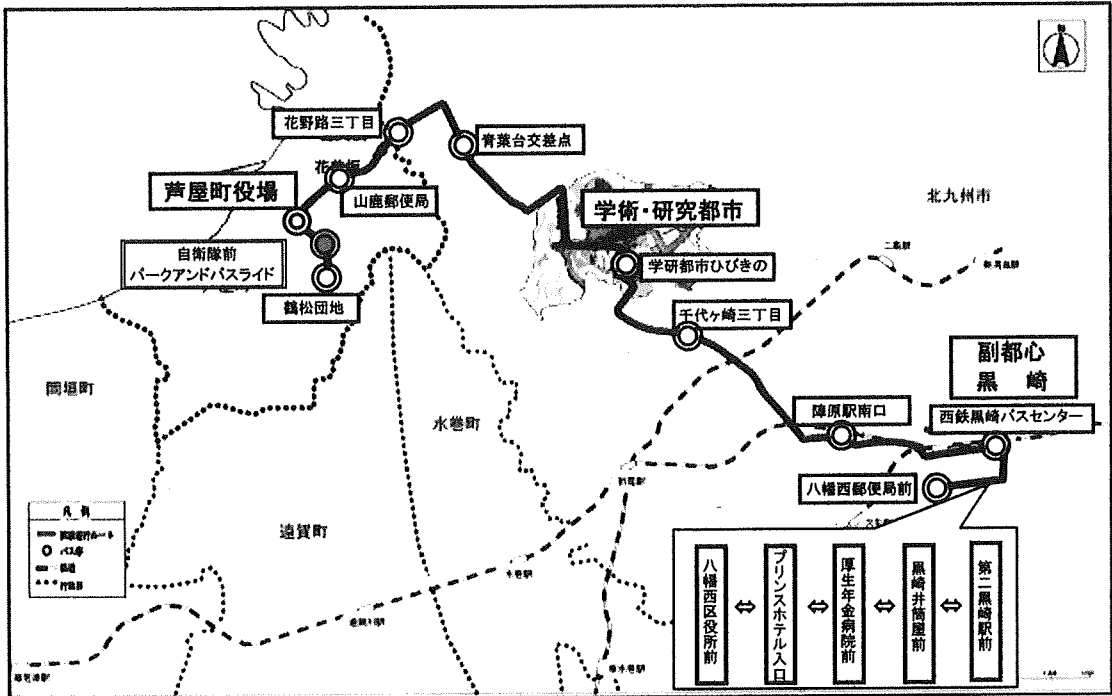 花野路三丁目
青葉台交差点
芦屋町役場
山鹿郵便局
学術・研究都市
北九州市
自衛隊前
パークアンドバスライド
学研都市ひびきの
鶴松団地
千代ヶ崎三丁目
副都心
黒崎
岡垣町
水巻町
陣原駅南口
西鉄黒崎バスセンター
八幡西郵便局前
凡例
バス停
鉄道
遠賀町
八幡西区役所前
⇔
プリンスホテル入口
⇔
厚生年金病院前
⇔
黒崎井筒屋前
⇔
第二黒崎駅前